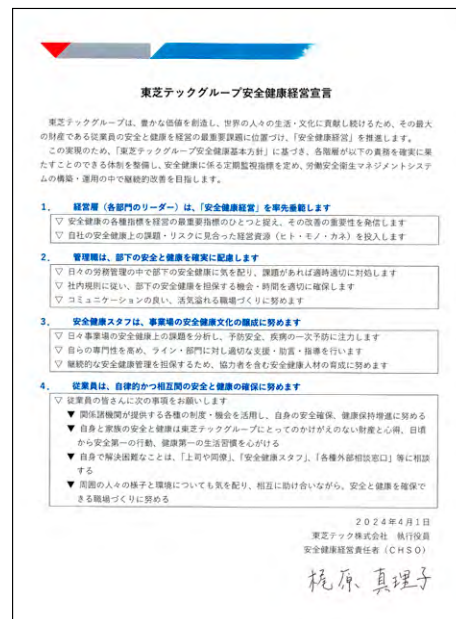 東芝テックグループ安全健康経営宣言
東芝テックグループは、豊かな価値を創造し、世界の人々の生活・文化に貢献し続けるため、その最大
の財産である従業員の安全と健康を経営の最重要課題に位置づけ、「安全健康経営」を推進します。
この実現のため、「東芝テックグループ安全健康基本方針」に基づき、各階層が以下の責務を確実に果
たすことのできる体制を整備し、安全健康に係る定期監視指標を定め、労働安全衛生マネジメントシステ
ムの構築・運用の中で継続的改善を目指します。
1. 経営層（各部門のリーダー）は、「安全健康経営」を率先垂範します
▽ 安全健康の各種指標を経営の最重要指標のひとつと捉え、その改善の重要性を発信します
▽ 自社の安全健康上の課題・リスクに見合った経営資源（ヒト・モノ・カネ）を投入します
2. 管理職は、部下の安全と健康を確実に配慮します
▽ 日々の労務管理の中で部下の安全健康に気を配り、課題があれば適時適切に対処します
▽ 社内規則に従い、部下の安全健康を担保する機会・時間を適切に確保します
▽ コミュニケーションの良い、活気溢れる職場づくりに努めます
3. 安全健康スタッフは、事業場の安全健康文化の醸成に努めます
▽ 日々事業場の安全健康上の課題を分析し、予防安全、疾病の一次予防に注力します
▽ 自らの専門性を高め、ライン・部門に対し適切な支援・助言・指導を行います
▽ 継続的な安全健康管理を担保するため、協力者を含む安全健康人材の育成に努めます
4. 従業員は、自律的かつ相互間の安全と健康の確保に努めます
▽ 従業員の皆さんに次の事項をお願いします
▼ 関係諸機関が提供する各種の制度・機会を活用し、自身の安全確保、健康保持増進に努める
▼ 自身と家族の安全と健康は東芝テックグループにとってのかけがえのない財産と心得、日頃
から安全第一の行動、健康第一の生活習慣を心がける
▼ 自身で解決困難なことは、「上司や同僚」、「安全健康スタッフ」、「各種外部相談窓口」等に相談
する
▼ 周囲の人々の様子と環境についても気を配り、相互に助け合いながら、安全と健康を確保で
きる職場づくりに努める
2024年4月1日
東芝テック株式会社 執行役員
安全健康経営責任者（CHSO）
梶原 真理子